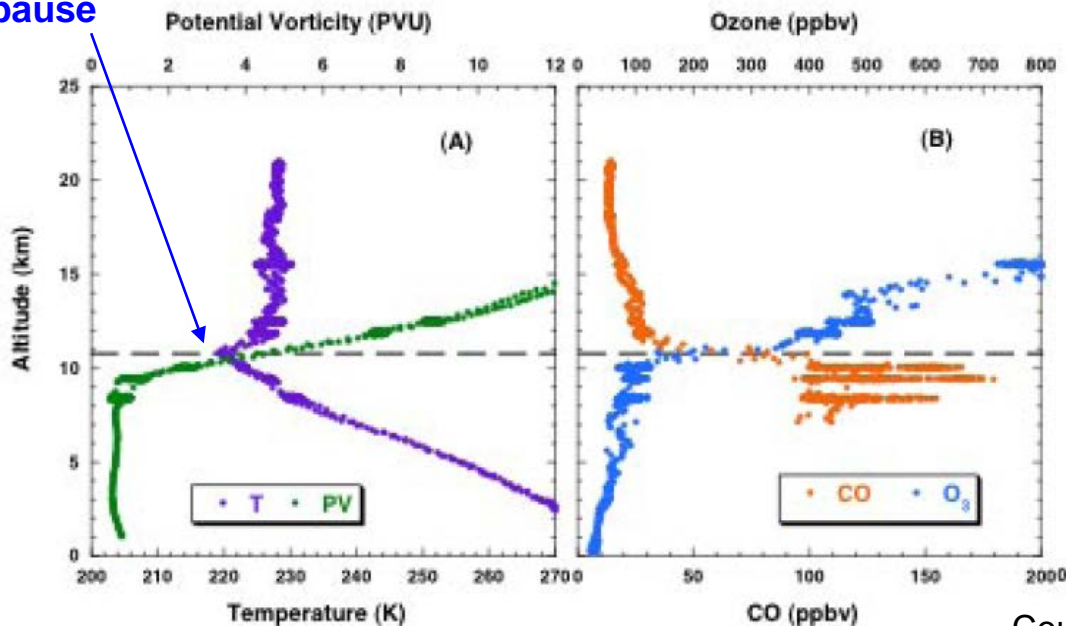 pause
Potential Vorticity (PVU)
0 2 4 6 8 10 12
Ozone (ppbv)
0 100 200 300 400 500 600 700 800
Altitude (km)
25
20
15
10
5
0
(A)
(B)
T PV
CO O₃
200 210 220 230 240 250 260 270
Temperature (K)
0 50 100 150 200
CO (ppbv)